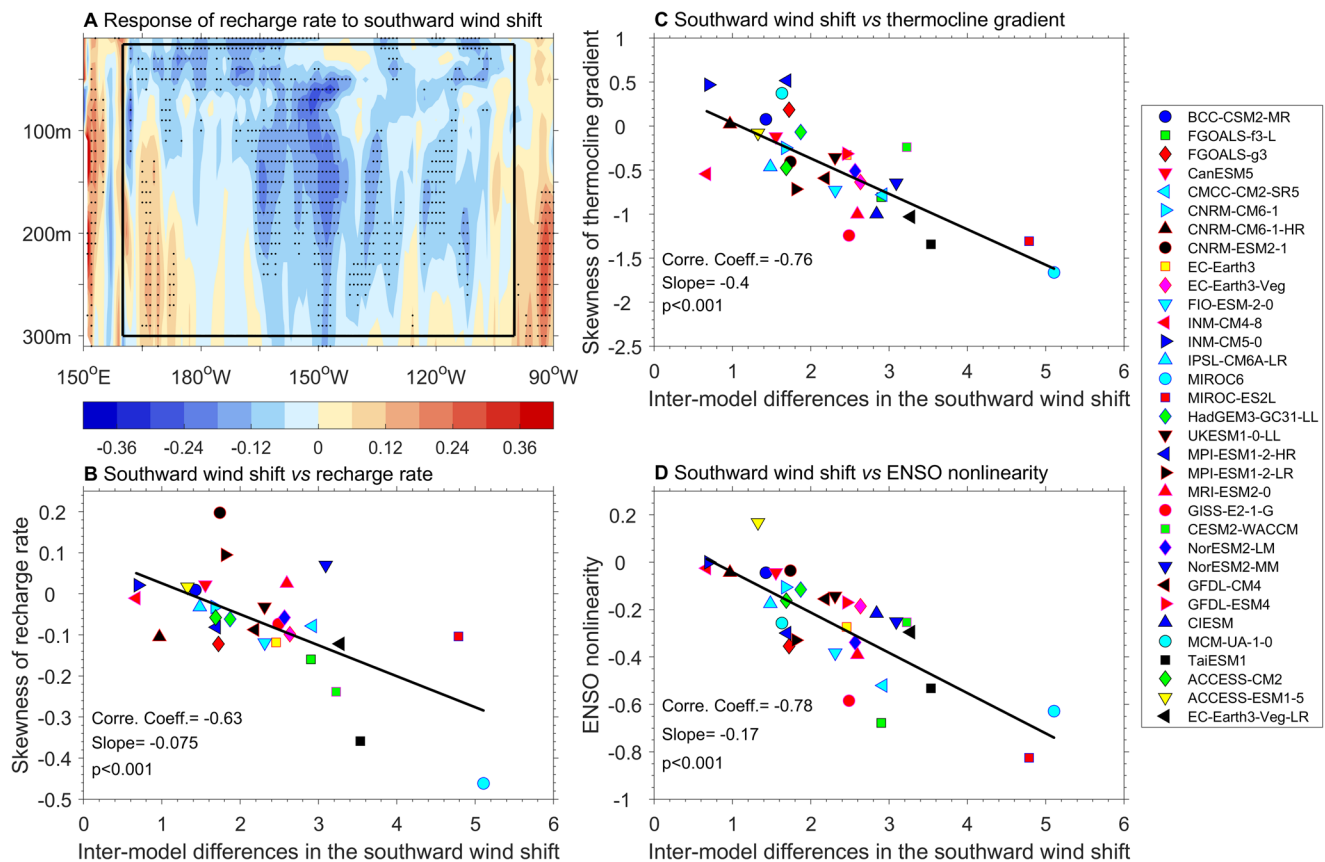 A Response of recharge rate to southward wind shift
100m
200m
300m
150°E 180°W 150°W 120°W 90°W
-0.36 -0.24 -0.12 0 0.12 0.24 0.36
B Southward wind shift vs recharge rate
Skewness of recharge rate
0.2
0.1
0
-0.1
-0.2
-0.3
-0.4
-0.5
Corre. Coeff.= -0.63
Slope= -0.075
p<0.001
0 1 2 3 4 5 6
Inter-model differences in the southward wind shift
C Southward wind shift vs thermocline gradient
Skewness of thermocline gradient
1
0.5
0
-0.5
-1
-1.5
-2
-2.5
Corre. Coeff.= -0.76
Slope= -0.4
p<0.001
0 1 2 3 4 5 6
Inter-model differences in the southward wind shift
D Southward wind shift vs ENSO nonlinearity
ENSO nonlinearity
0.2
0
-0.2
-0.4
-0.6
-0.8
-1
Corre. Coeff.= -0.78
Slope= -0.17
p<0.001
0 1 2 3 4 5 6
Inter-model differences in the southward wind shift
BCC-CSM2-MR
FGOALS-f3-L
FGOALS-g3
CanESM5
CMCC-CM2-SR5
CNRM-CM6-1
CNRM-CM6-1-HR
CNRM-ESM2-1
EC-Earth3
EC-Earth3-Veg
FIO-ESM-2-0
INM-CM4-8
INM-CM5-0
IPSL-CM6A-LR
MIROC6
MIROC-ES2L
HadGEM3-GC31-LL
UKESM1-0-LL
MPI-ESM1-2-HR
MPI-ESM1-2-LR
MRI-ESM2-0
GISS-E2-1-G
CESM2-WACCM
NorESM2-LM
NorESM2-MM
GFDL-CM4
GFDL-ESM4
CIESM
MCM-UA-1-0
TaiESM1
ACCESS-CM2
ACCESS-ESM1-5
EC-Earth3-Veg-LR